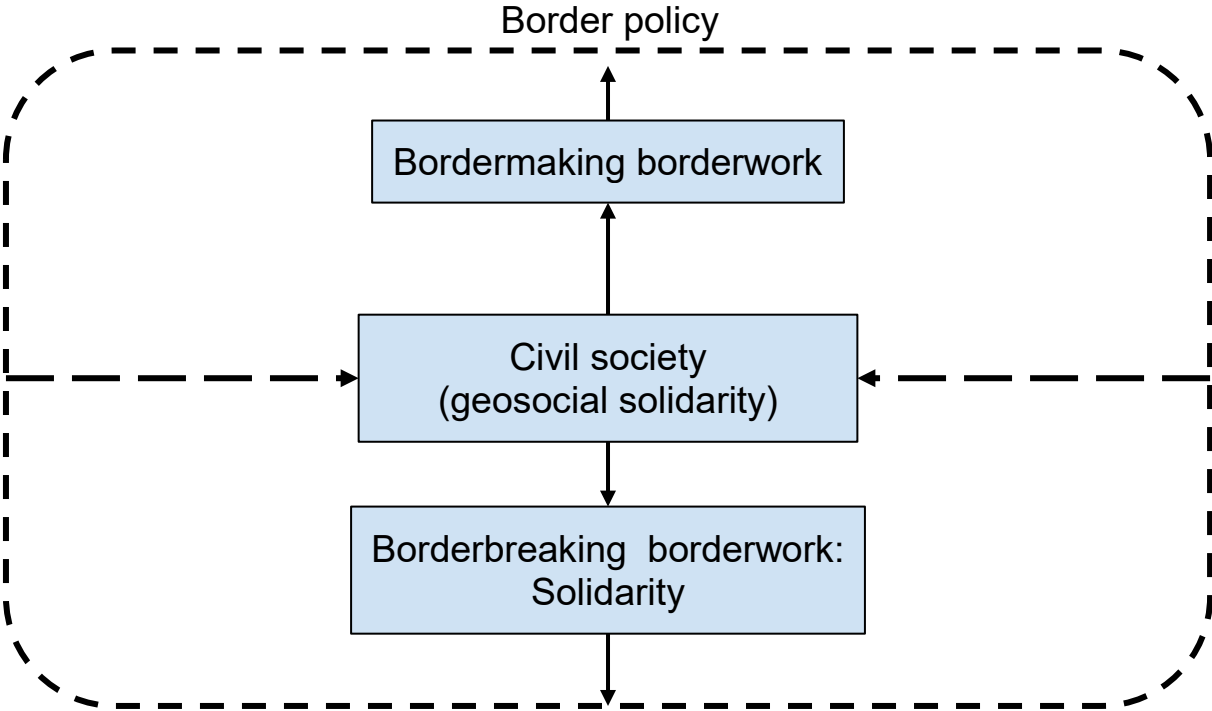 Border policy
Bordermaking borderwork
Civil society
(geosocial solidarity)
Borderbreaking  borderwork:
Solidarity